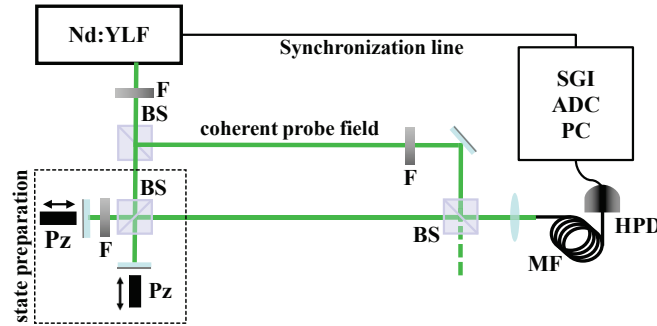 Nd:YLF
Synchronization line
SGI
ADC
PC
F
BS
coherent probe field
F
BS
state preparation
Pz
F
Pz
BS
MF
HPD